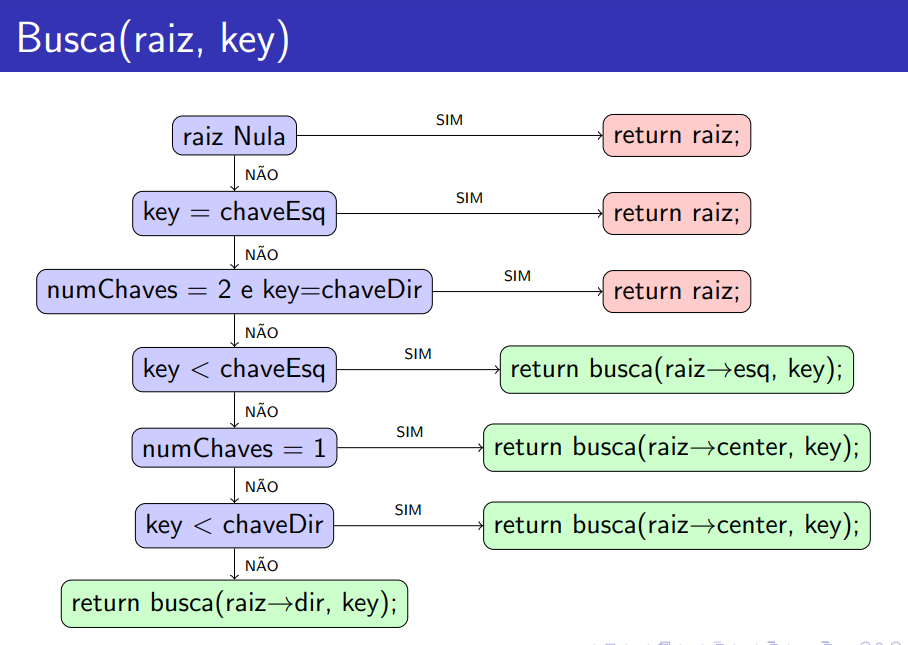 Busca(raiz, key)
raiz Nula
SIM
return raiz;
NÃO
key = chaveEsq
SIM
return raiz;
NÃO
numChaves = 2 e key=chaveDir
SIM
return raiz;
NÃO
key < chaveEsq
SIM
return busca(raiz→esq, key);
NÃO
numChaves = 1
SIM
return busca(raiz→center, key);
NÃO
key < chaveDir
SIM
return busca(raiz→center, key);
NÃO
return busca(raiz→dir, key);